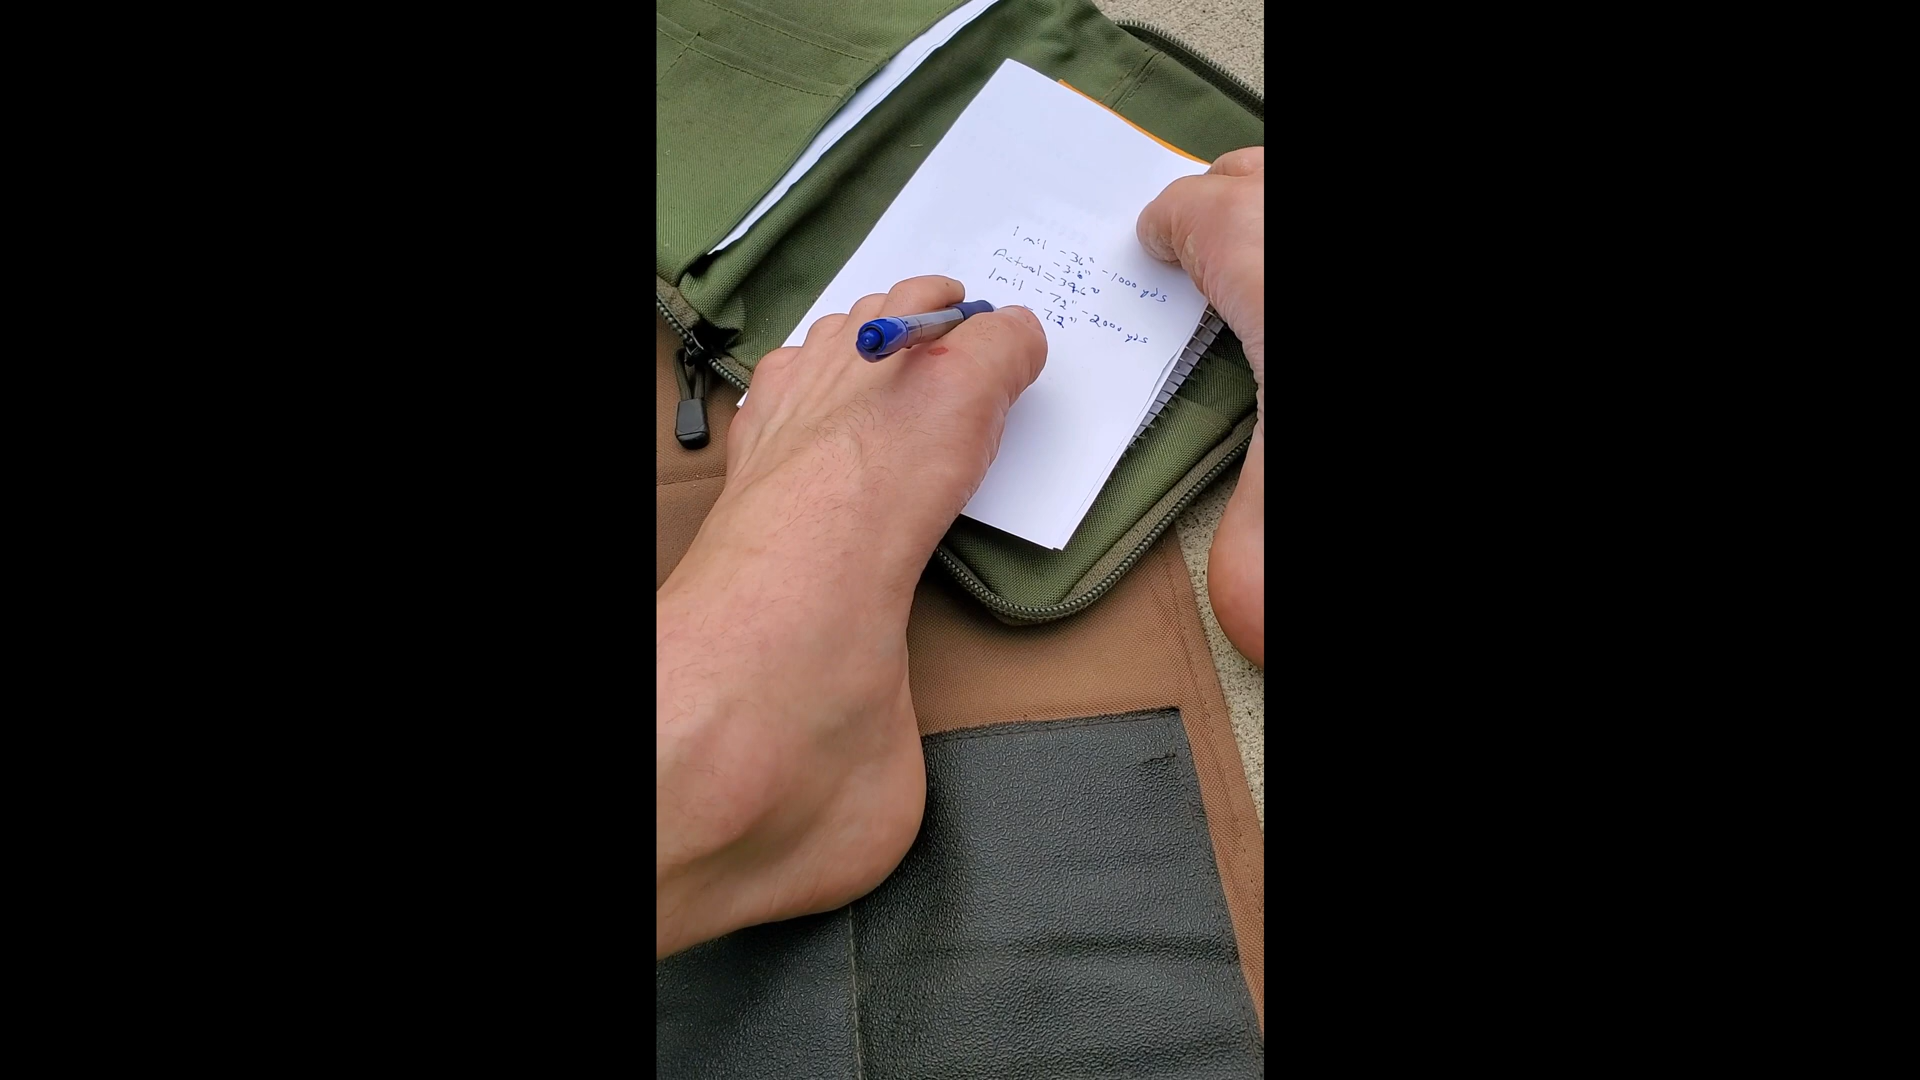 1 mil - 36" - 1000 yds
- 3.6"
Actual = 39.6"
1 mil - 72" - 2000 yds
- 7.2"